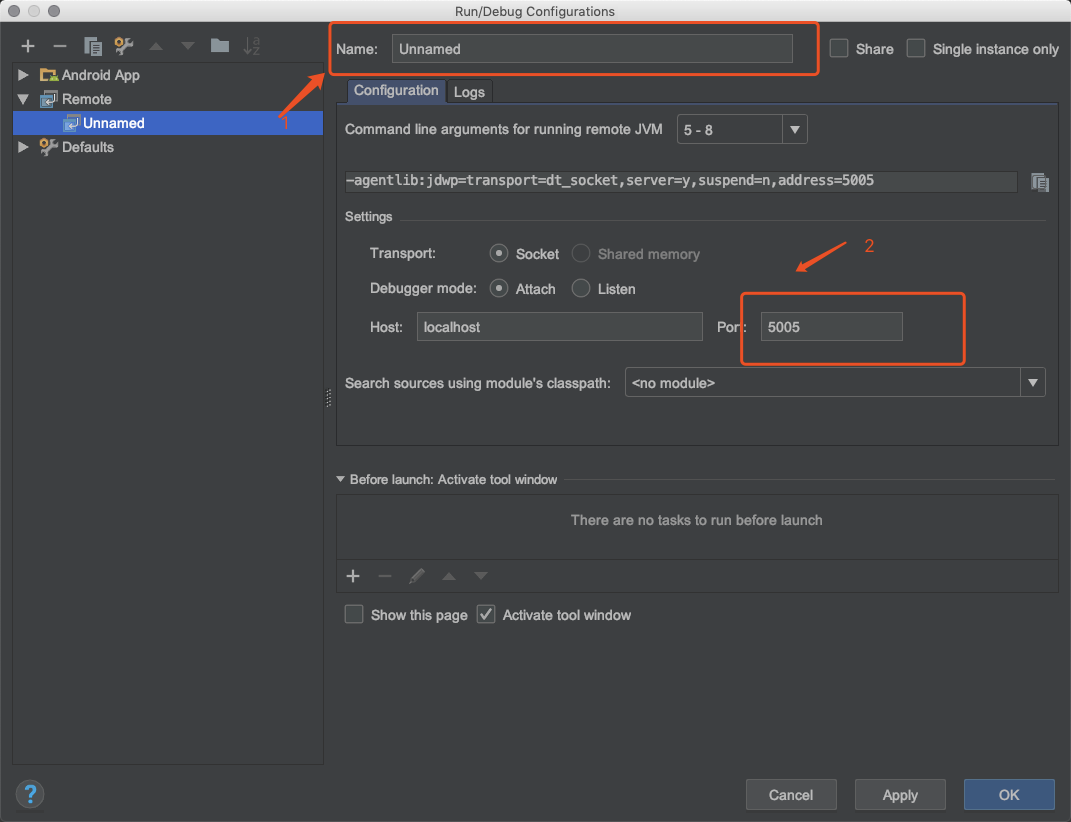 Run/Debug Configurations
Name: Unnamed Share Single instance only
Android App
Remote
Unnamed
Defaults
1
Configuration Logs
Command line arguments for running remote JVM 5 - 8
-agentlib:jdwp=transport=dt_socket,server=y,suspend=n,address=5005
Settings
Transport: Socket Shared memory
2
Debugger mode: Attach Listen
Host: localhost Port: 5005
Search sources using module's classpath: <no module>
Before launch: Activate tool window
There are no tasks to run before launch
Show this page Activate tool window
? Cancel Apply OK